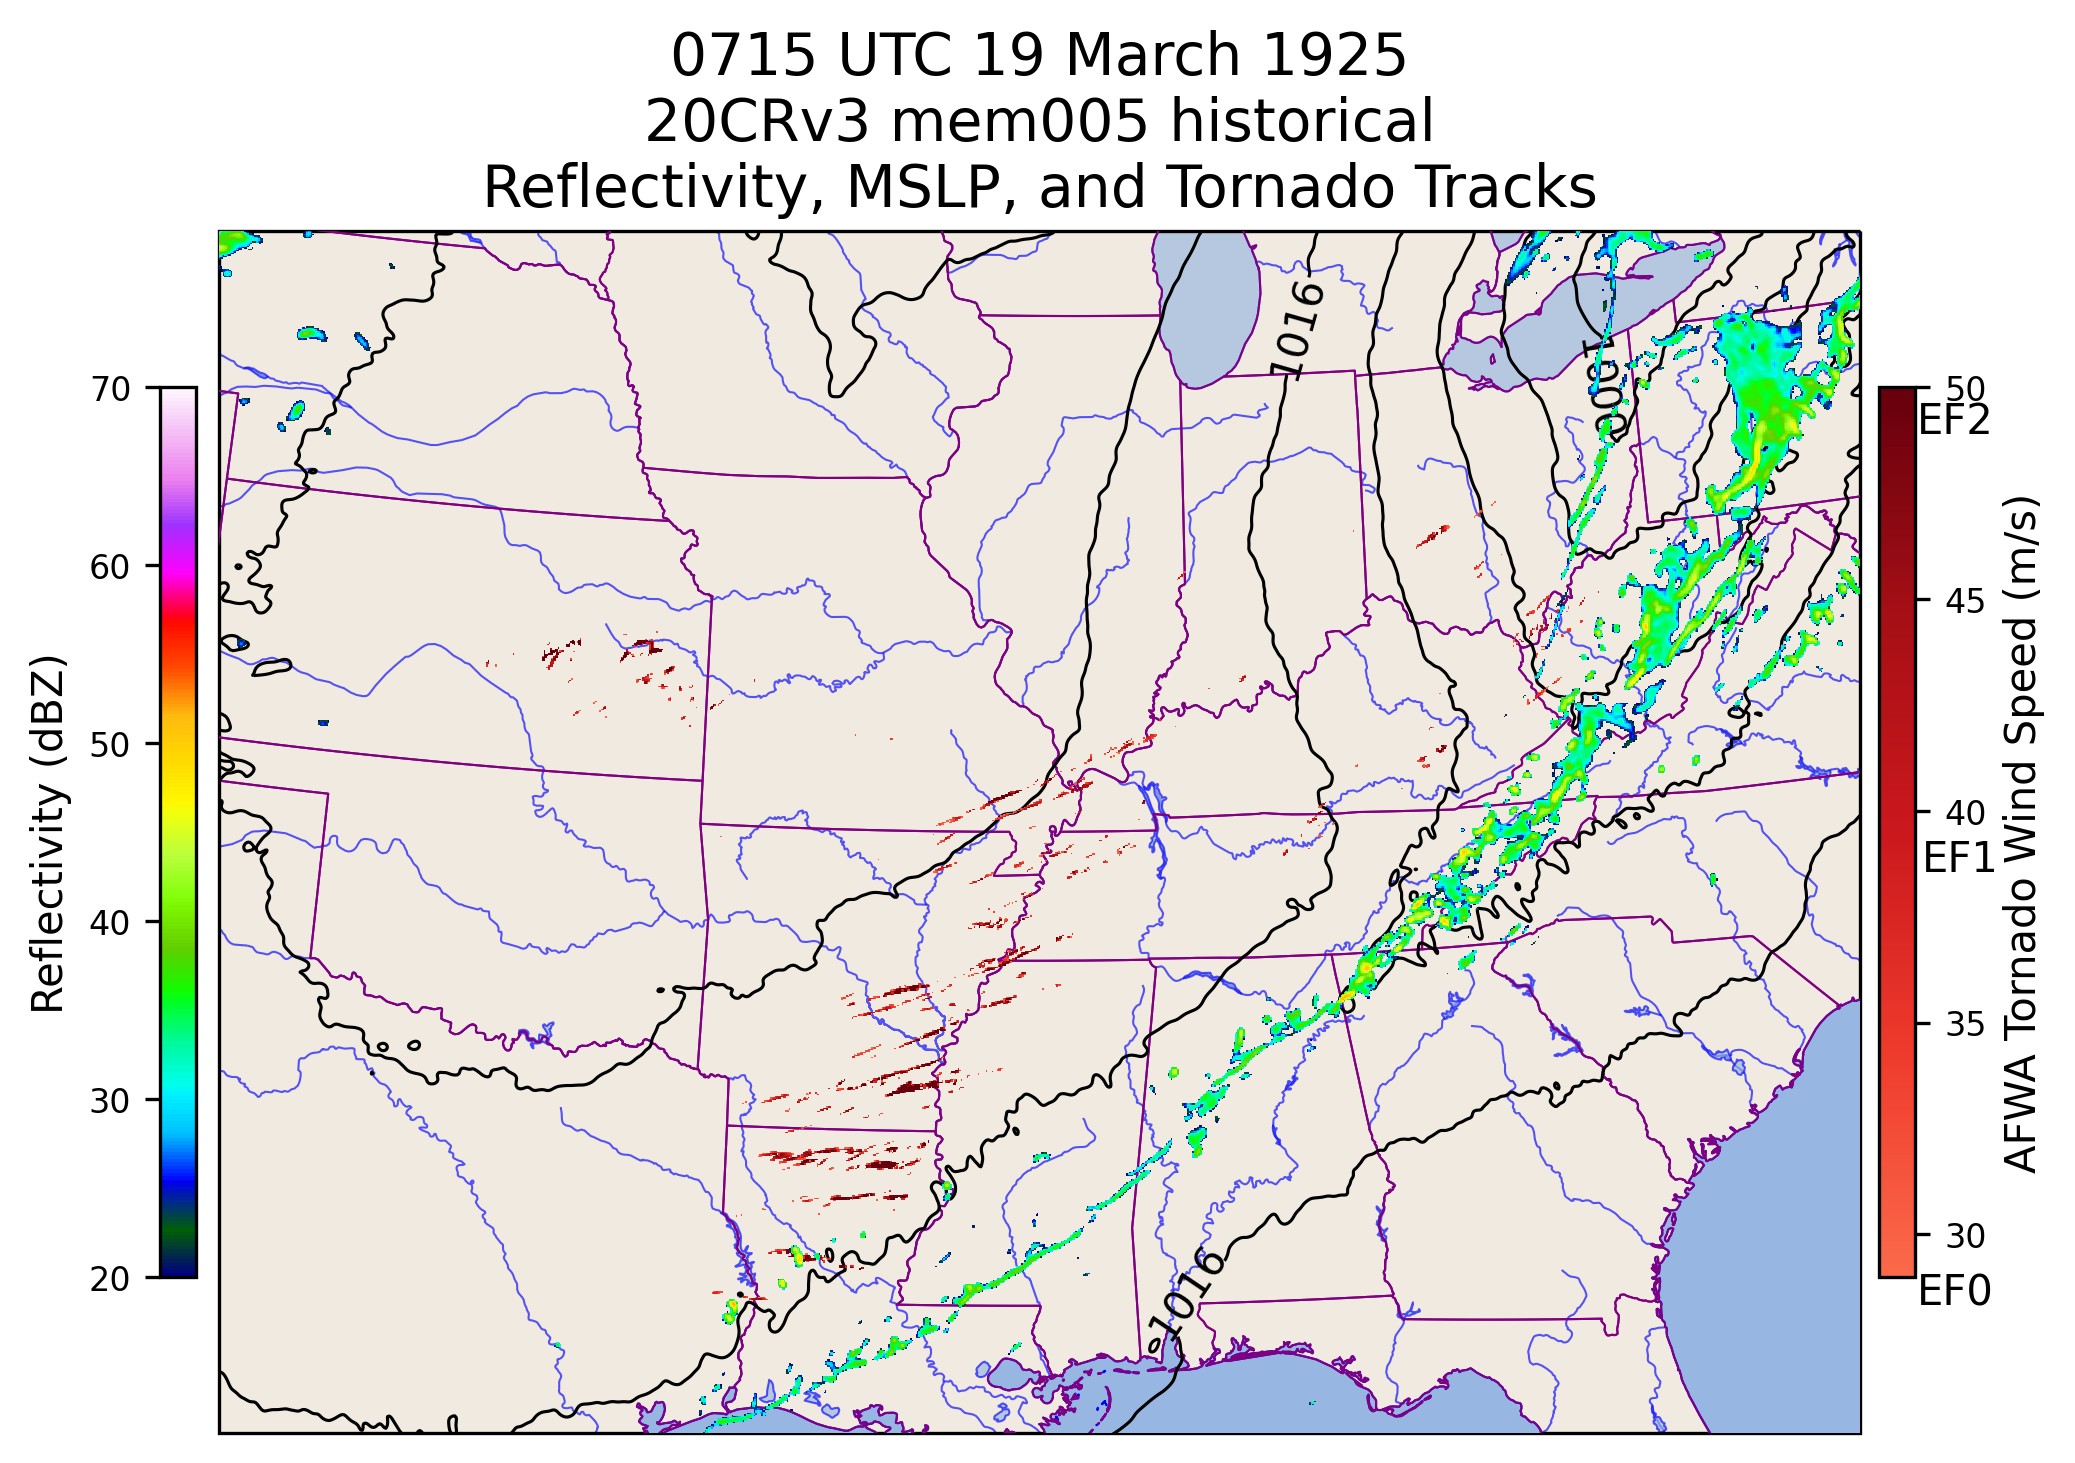 0715 UTC 19 March 1925
20CRv3 mem005 historical
Reflectivity, MSLP, and Tornado Tracks
Reflectivity (dBZ)
70
60
50
40
30
20
1016
1000
1016
50
EF2
45
40
EF1
35
30
EF0
AFWA Tornado Wind Speed (m/s)